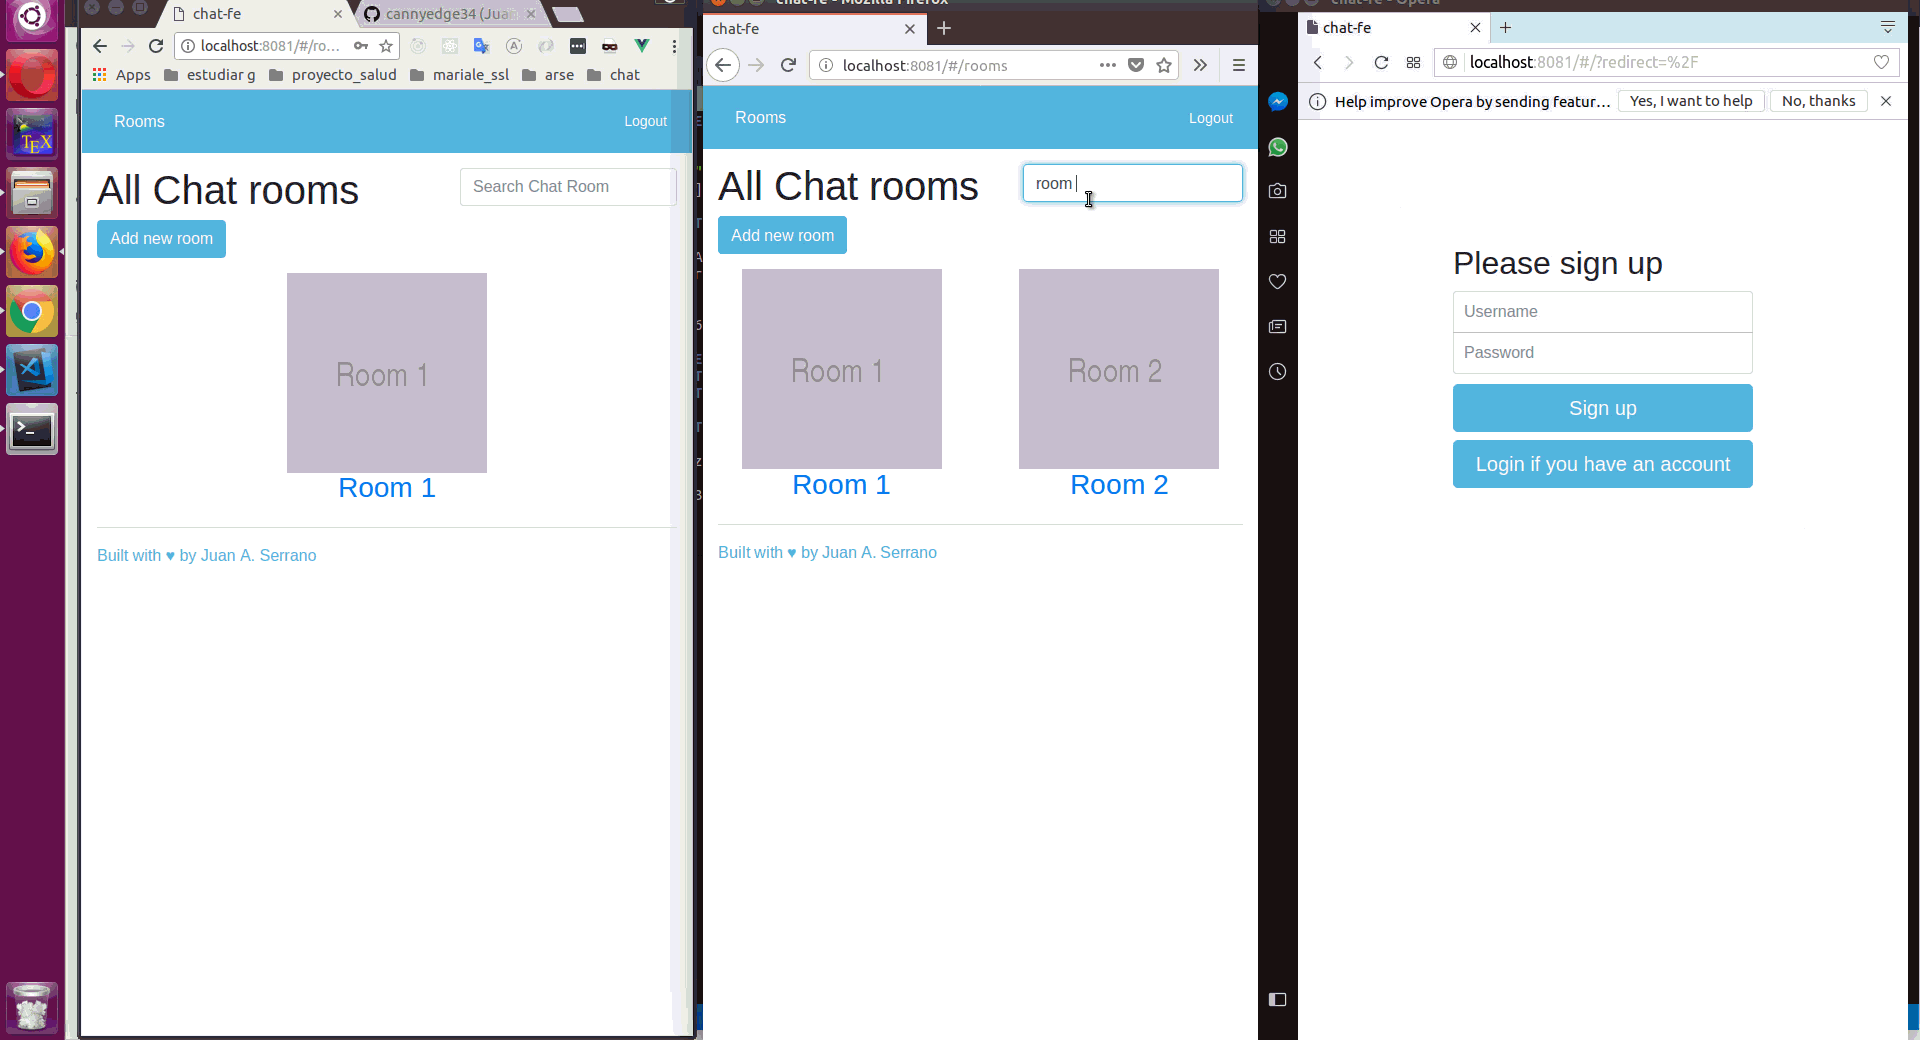 chat-fe
cannyedge34 (Jua
localhost:8081/#/ro...
Apps
estudiar g
proyecto_salud
mariale_ssl
arse
chat
Rooms
Logout
All Chat rooms
Search Chat Room
Add new room
Room 1
Room 1
Built with ♥ by Juan A. Serrano
chat-fe - Mozilla Firefox
chat-fe
localhost:8081/#/rooms
Rooms
Logout
All Chat rooms
room
Add new room
Room 1
Room 2
Room 1
Room 2
Built with ♥ by Juan A. Serrano
chat-fe - Opera
chat-fe
localhost:8081/#/?redirect=%2F
Help improve Opera by sending featur...
Yes, I want to help
No, thanks
Please sign up
Username
Password
Sign up
Login if you have an account
TEX